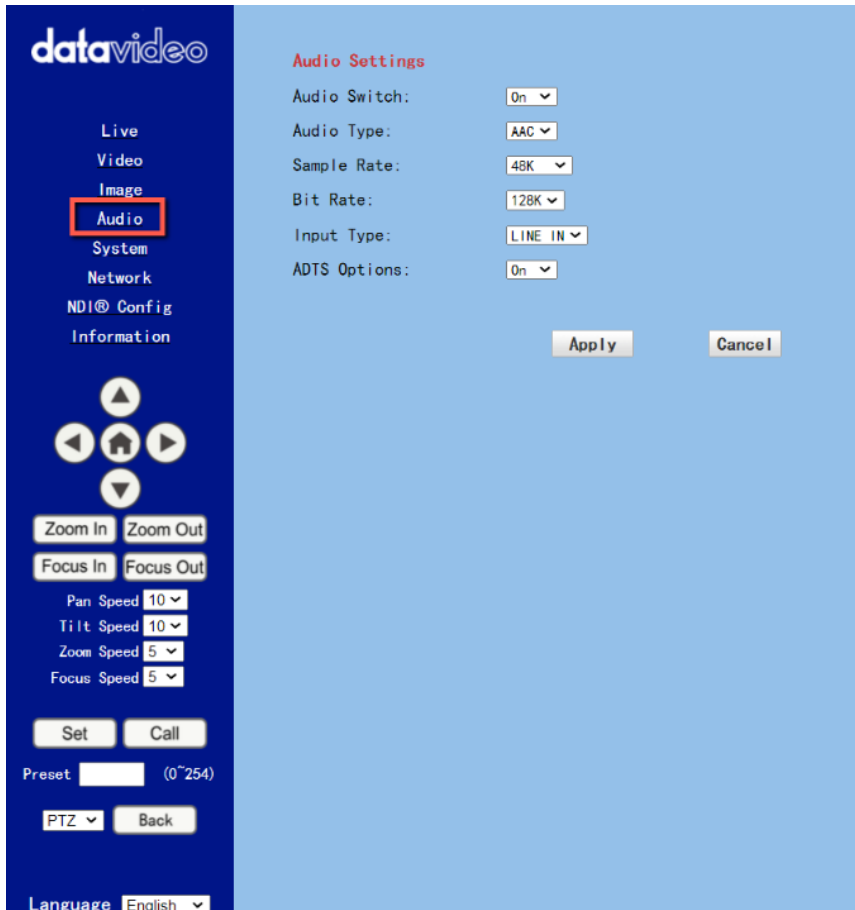 datavideo
Live
Video
Image
Audio
System
Network
NDI® Config
Information
Zoom In Zoom Out
Focus In Focus Out
Pan Speed 10
Tilt Speed 10
Zoom Speed 5
Focus Speed 5
Set Call
Preset (0~254)
PTZ Back
Language English
Audio Settings
Audio Switch: On
Audio Type: AAC
Sample Rate: 48K
Bit Rate: 128K
Input Type: LINE IN
ADTS Options: On
Apply Cancel